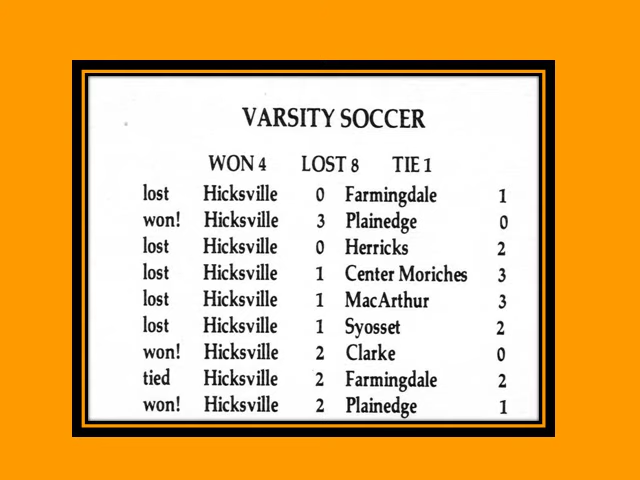 VARSITY SOCCER
WON 4 LOST 8 TIE 1
lost Hicksville 0 Farmingdale 1
won! Hicksville 3 Plainedge 0
lost Hicksville 0 Herricks 2
lost Hicksville 1 Center Moriches 3
lost Hicksville 1 MacArthur 3
lost Hicksville 1 Syosset 2
won! Hicksville 2 Clarke 0
tied Hicksville 2 Farmingdale 2
won! Hicksville 2 Plainedge 1